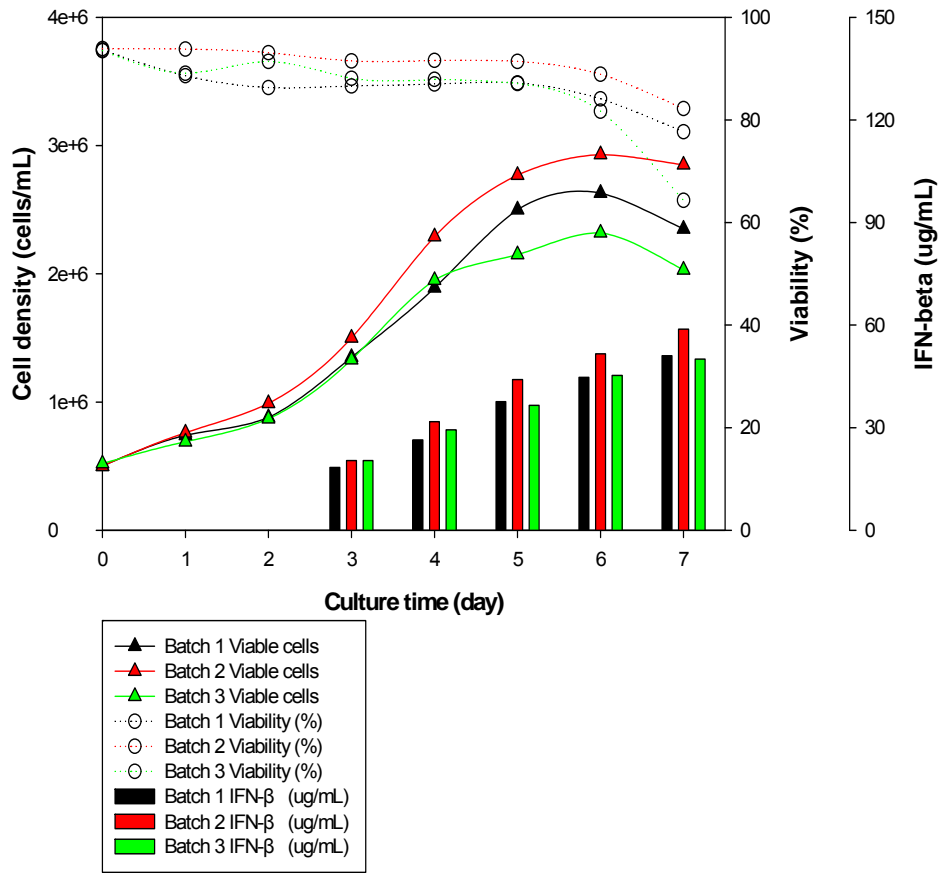 4e6
3e+6
2e+6
1e+6
0
Cell density (cells/mL)
100
80
60
40
20
0
Viability (%)
150
120
90
60
30
0
IFN-beta (ug/mL)
0 1 2 3 4 5 6 7
Culture time (day)
Batch 1 Viable cells
Batch 2 Viable cells
Batch 3 Viable cells
Batch 1 Viability (%)
Batch 2 Viability (%)
Batch 3 Viability (%)
Batch 1 IFN-β (ug/mL)
Batch 2 IFN-β (ug/mL)
Batch 3 IFN-β (ug/mL)